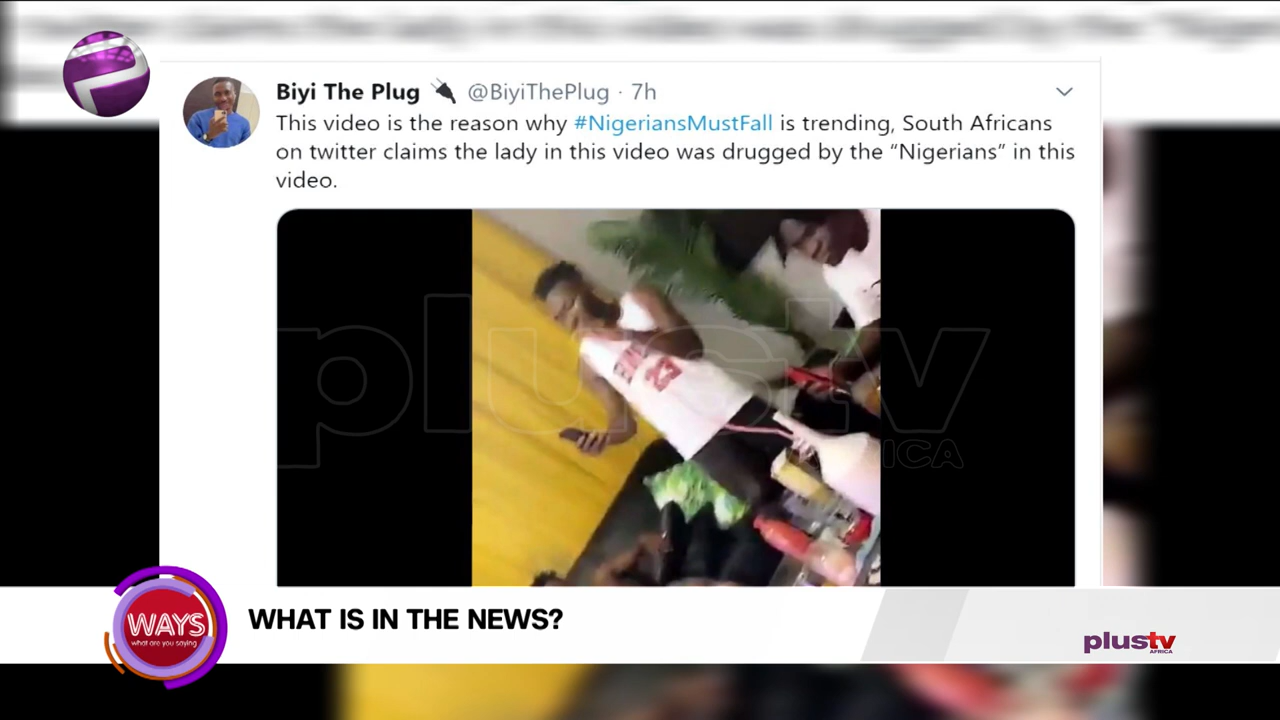 Biyi The Plug @BiyiThePlug · 7h
This video is the reason why #NigeriansMustFall is trending, South Africans
on twitter claims the lady in this video was drugged by the “Nigerians” in this
video.
plustv
AFRICA
WAYS
what are you saying
WHAT IS IN THE NEWS?
plustv
AFRICA